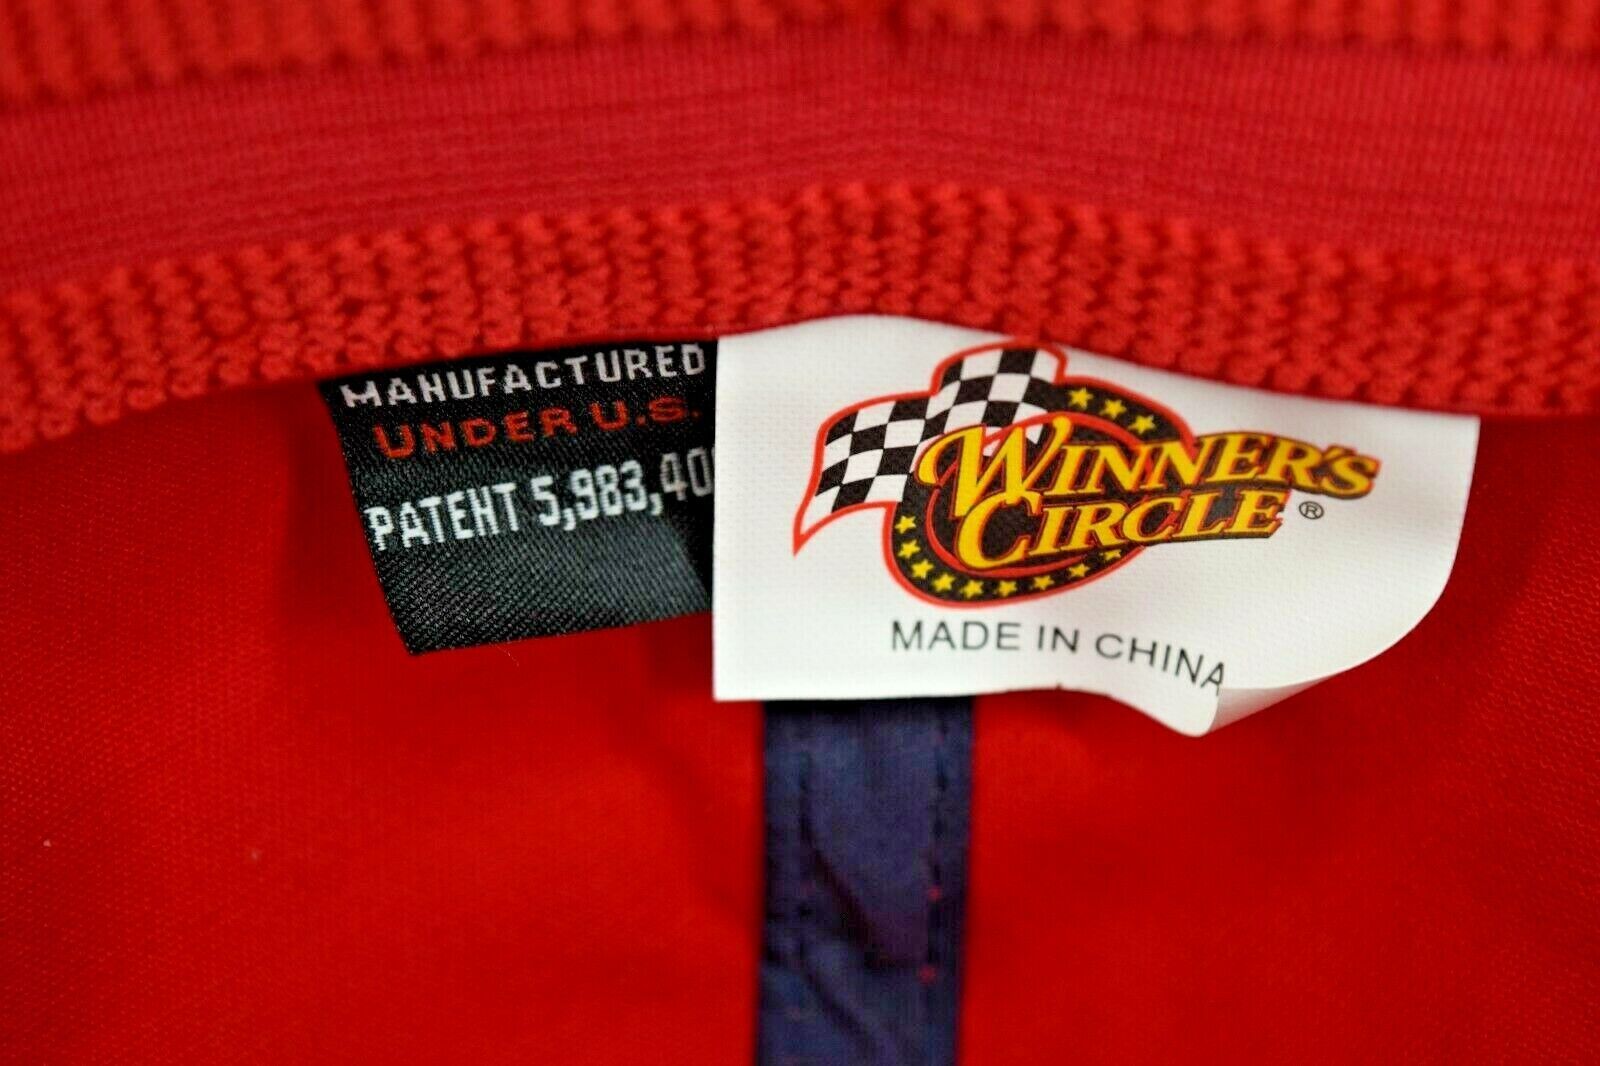 MANUFACTURED
UNDER U.S.
PATENT 5,983,40
WINNER'S
CIRCLE ®
MADE IN CHINA